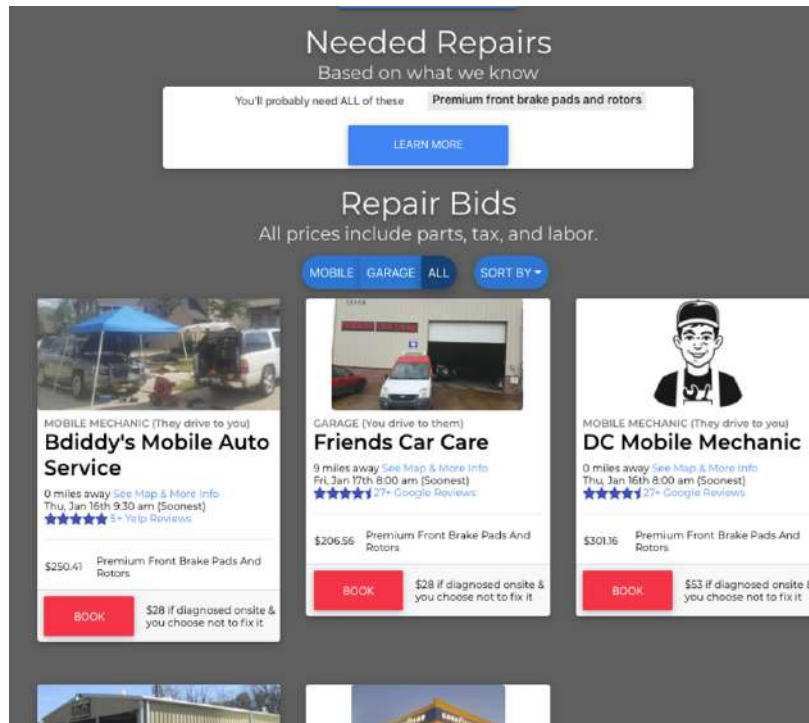 Needed Repairs
Based on what we know
You'll probably need ALL of these Premium front brake pads and rotors
LEARN MORE
Repair Bids
All prices include parts, tax, and labor.
MOBILE GARAGE ALL SORT BY
MOBILE MECHANIC (They drive to you)
Bdiddy's Mobile Auto
Service
0 miles away See Map & More Info
Thu, Jan 16th 9:30 am (Soonest)
5+ Yelp Reviews
$250.41 Premium Front Brake Pads And
Rotors
BOOK
$28 if diagnosed onsite &
you choose not to fix it
GARAGE (You drive to them)
Friends Car Care
9 miles away See Map & More Info
Fri, Jan 17th 8:00 am (Soonest)
27+ Google Reviews
$206.56 Premium Front Brake Pads And
Rotors
BOOK
$28 if diagnosed onsite &
you choose not to fix it
MOBILE MECHANIC (They drive to you)
DC Mobile Mechanic
0 miles away See Map & More Info
Thu, Jan 16th 8:00 am (Soonest)
27+ Google Reviews
$301.16 Premium Front Brake Pads And
Rotors
BOOK
$53 if diagnosed onsite &
you choose not to fix it